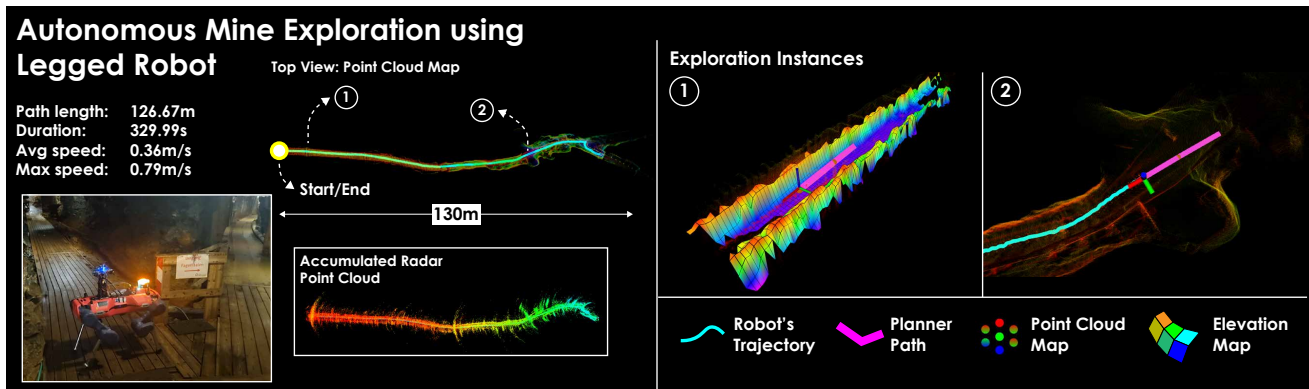 Autonomous Mine Exploration using
Legged Robot
Path length: 126.67m
Duration: 329.99s
Avg speed: 0.36m/s
Max speed: 0.79m/s
Top View: Point Cloud Map
1
2
Start/End
130m
Accumulated Radar
Point Cloud
Exploration Instances
1
2
Robot's
Trajectory
Planner
Path
Point Cloud
Map
Elevation
Map